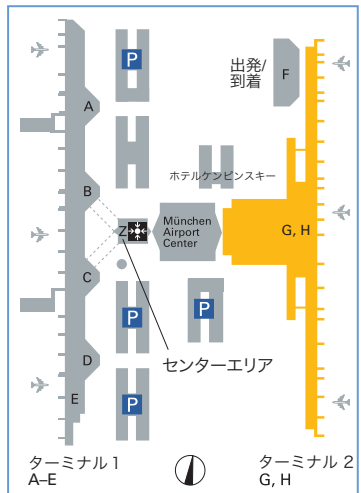 P
出発/
到着
F
A
ホテルケンピンスキー
B
München
Airport
Center
Z
G, H
C
P
P
センターエリア
D
P
E
ターミナル 1
A–E
ターミナル 2
G, H